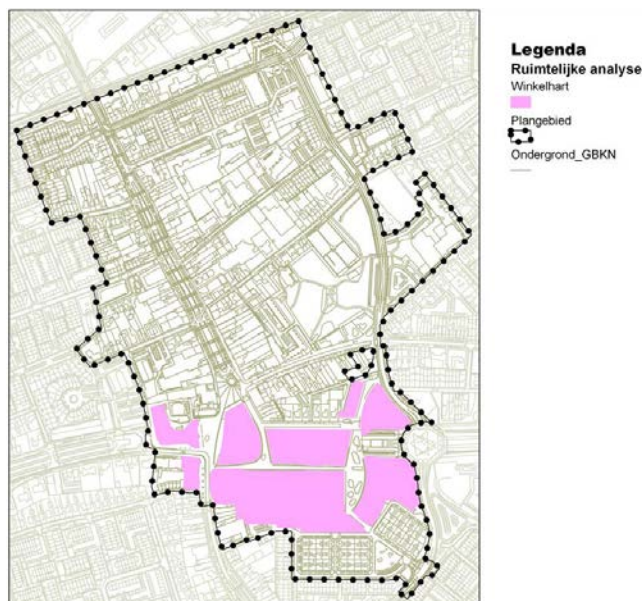 Legenda
Ruimtelijke analyse
Winkelhart
Plangebied
Ondergrond_GBKN